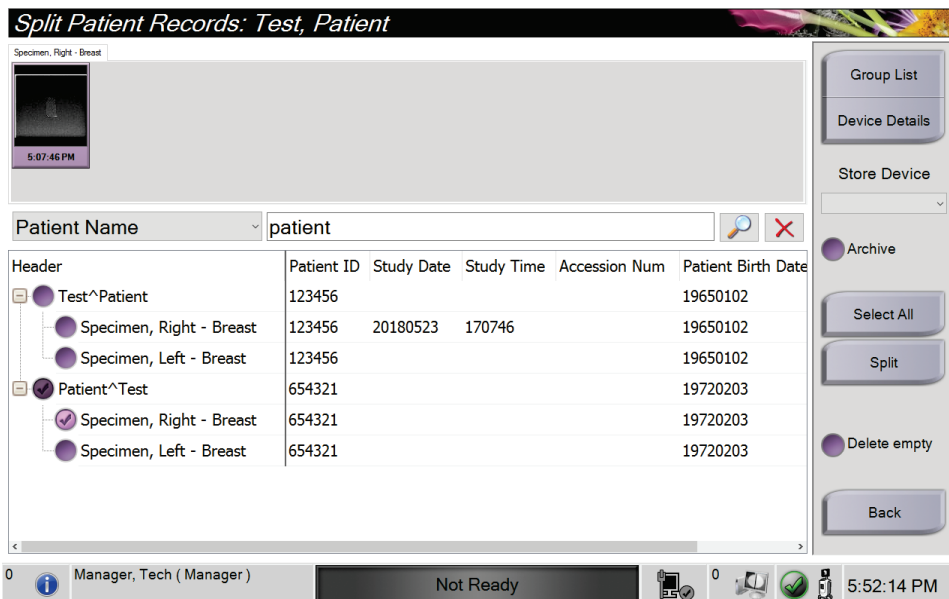 Split Patient Records: Test, Patient
Specimen, Right - Breast
5:07:46 PM
Group List
Device Details
Store Device
Archive
Select All
Split
Delete empty
Back
Patient Name patient
Header Patient ID Study Date Study Time Accession Num Patient Birth Date
Test^Patient 123456 19650102
Specimen, Right - Breast 123456 20180523 170746 19650102
Specimen, Left - Breast 123456 19650102
Patient^Test 654321 19720203
Specimen, Right - Breast 654321 19720203
Specimen, Left - Breast 654321 19720203
0 Manager, Tech ( Manager ) Not Ready 0 5:52:14 PM